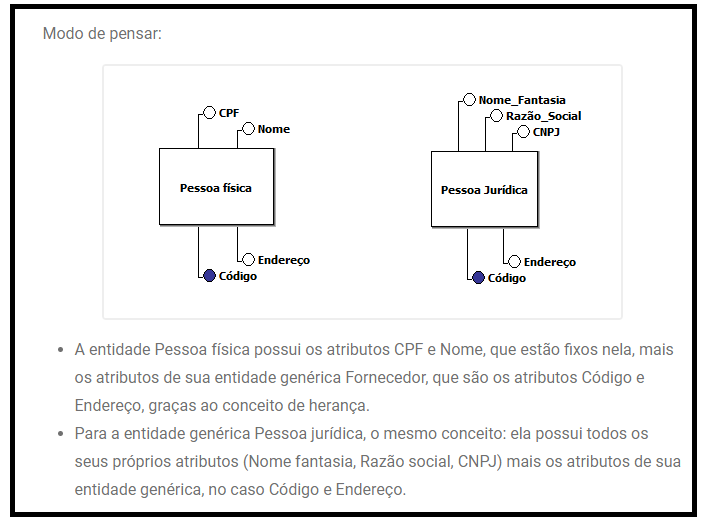 Modo de pensar:
CPF
Nome
Pessoa física
Endereço
Código
Nome_Fantasia
Razão_Social
CNPJ
Pessoa Jurídica
Endereço
Código
A entidade Pessoa física possui os atributos CPF e Nome, que estão fixos nela, mais
os atributos de sua entidade genérica Fornecedor, que são os atributos Código e
Endereço, graças ao conceito de herança.
Para a entidade genérica Pessoa jurídica, o mesmo conceito: ela possui todos os
seus próprios atributos (Nome fantasia, Razão social, CNPJ) mais os atributos de sua
entidade genérica, no caso Código e Endereço.